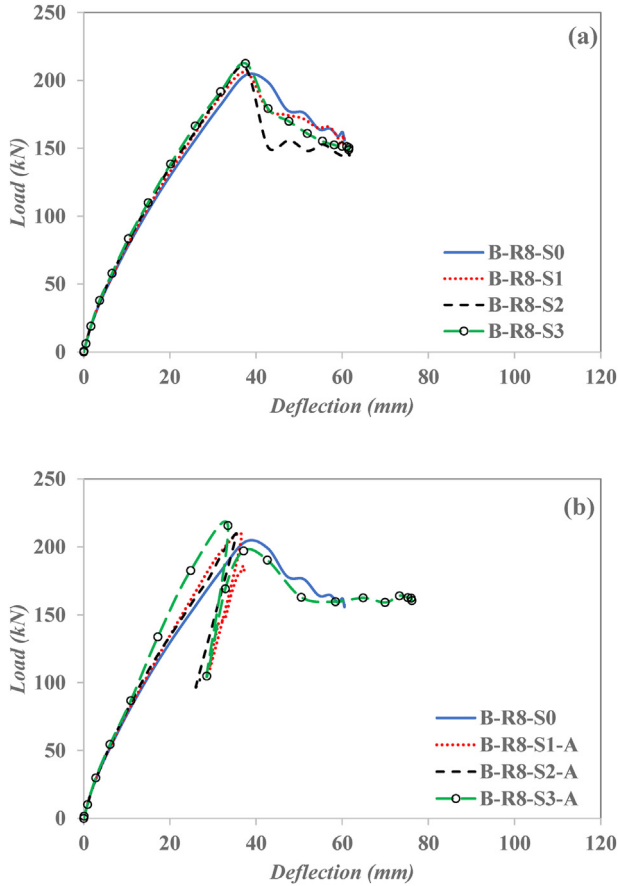 (a)
250
200
150
100
50
0
Load (kN)
B-R8-S0
B-R8-S1
B-R8-S2
B-R8-S3
0 20 40 60 80 100 120
Deflection (mm)
(b)
250
200
150
100
50
0
Load (kN)
B-R8-S0
B-R8-S1-A
B-R8-S2-A
B-R8-S3-A
0 20 40 60 80 100 120
Deflection (mm)